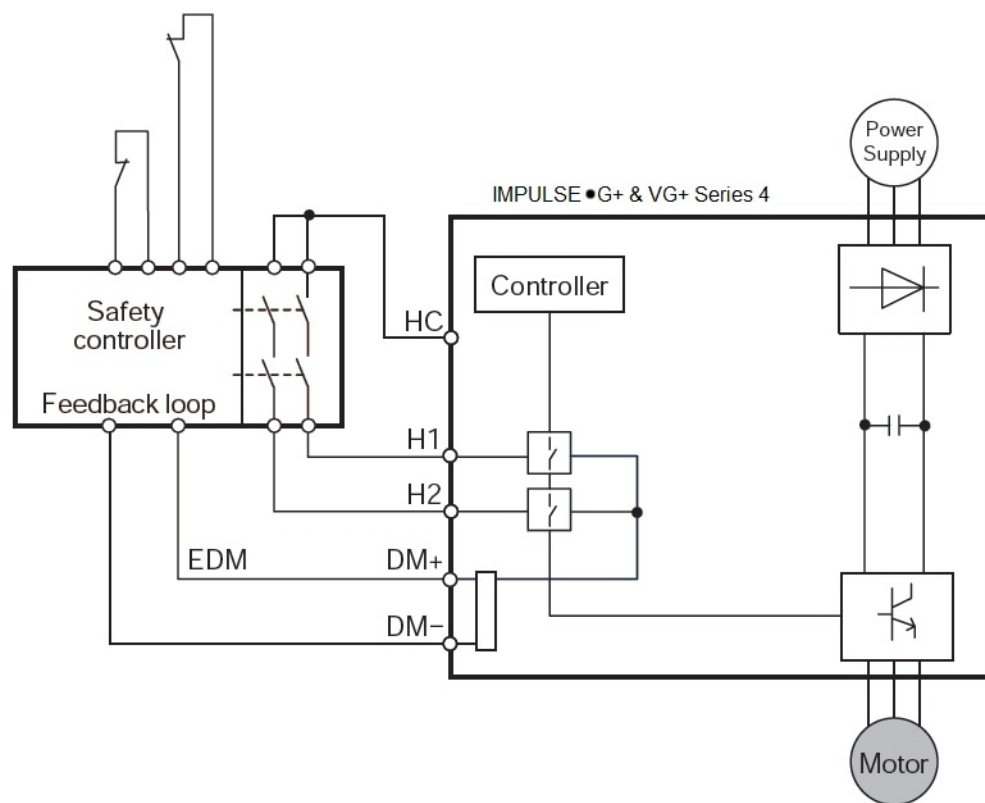 Power
Supply
IMPULSE •G+ & VG+ Series 4
Controller
Safety
controller
HC
Feedback loop
H1
H2
EDM
DM+
DM−
Motor